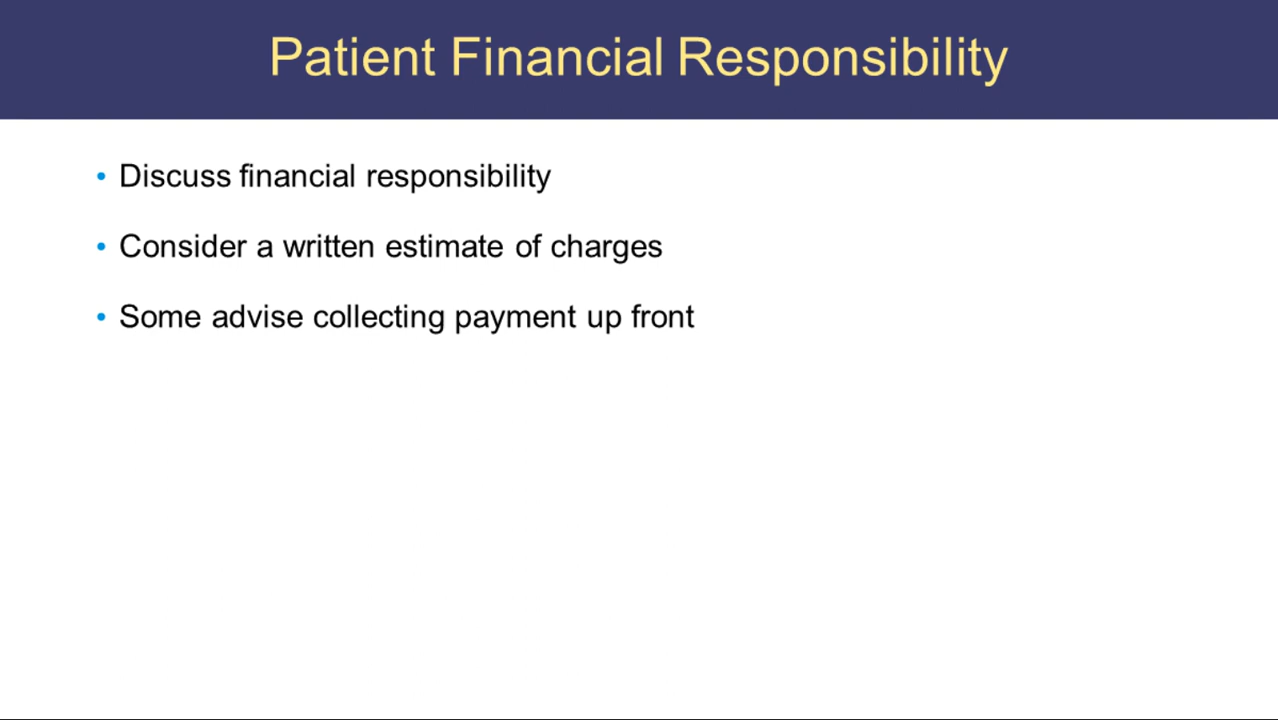 Patient Financial Responsibility
• Discuss financial responsibility
• Consider a written estimate of charges
• Some advise collecting payment up front